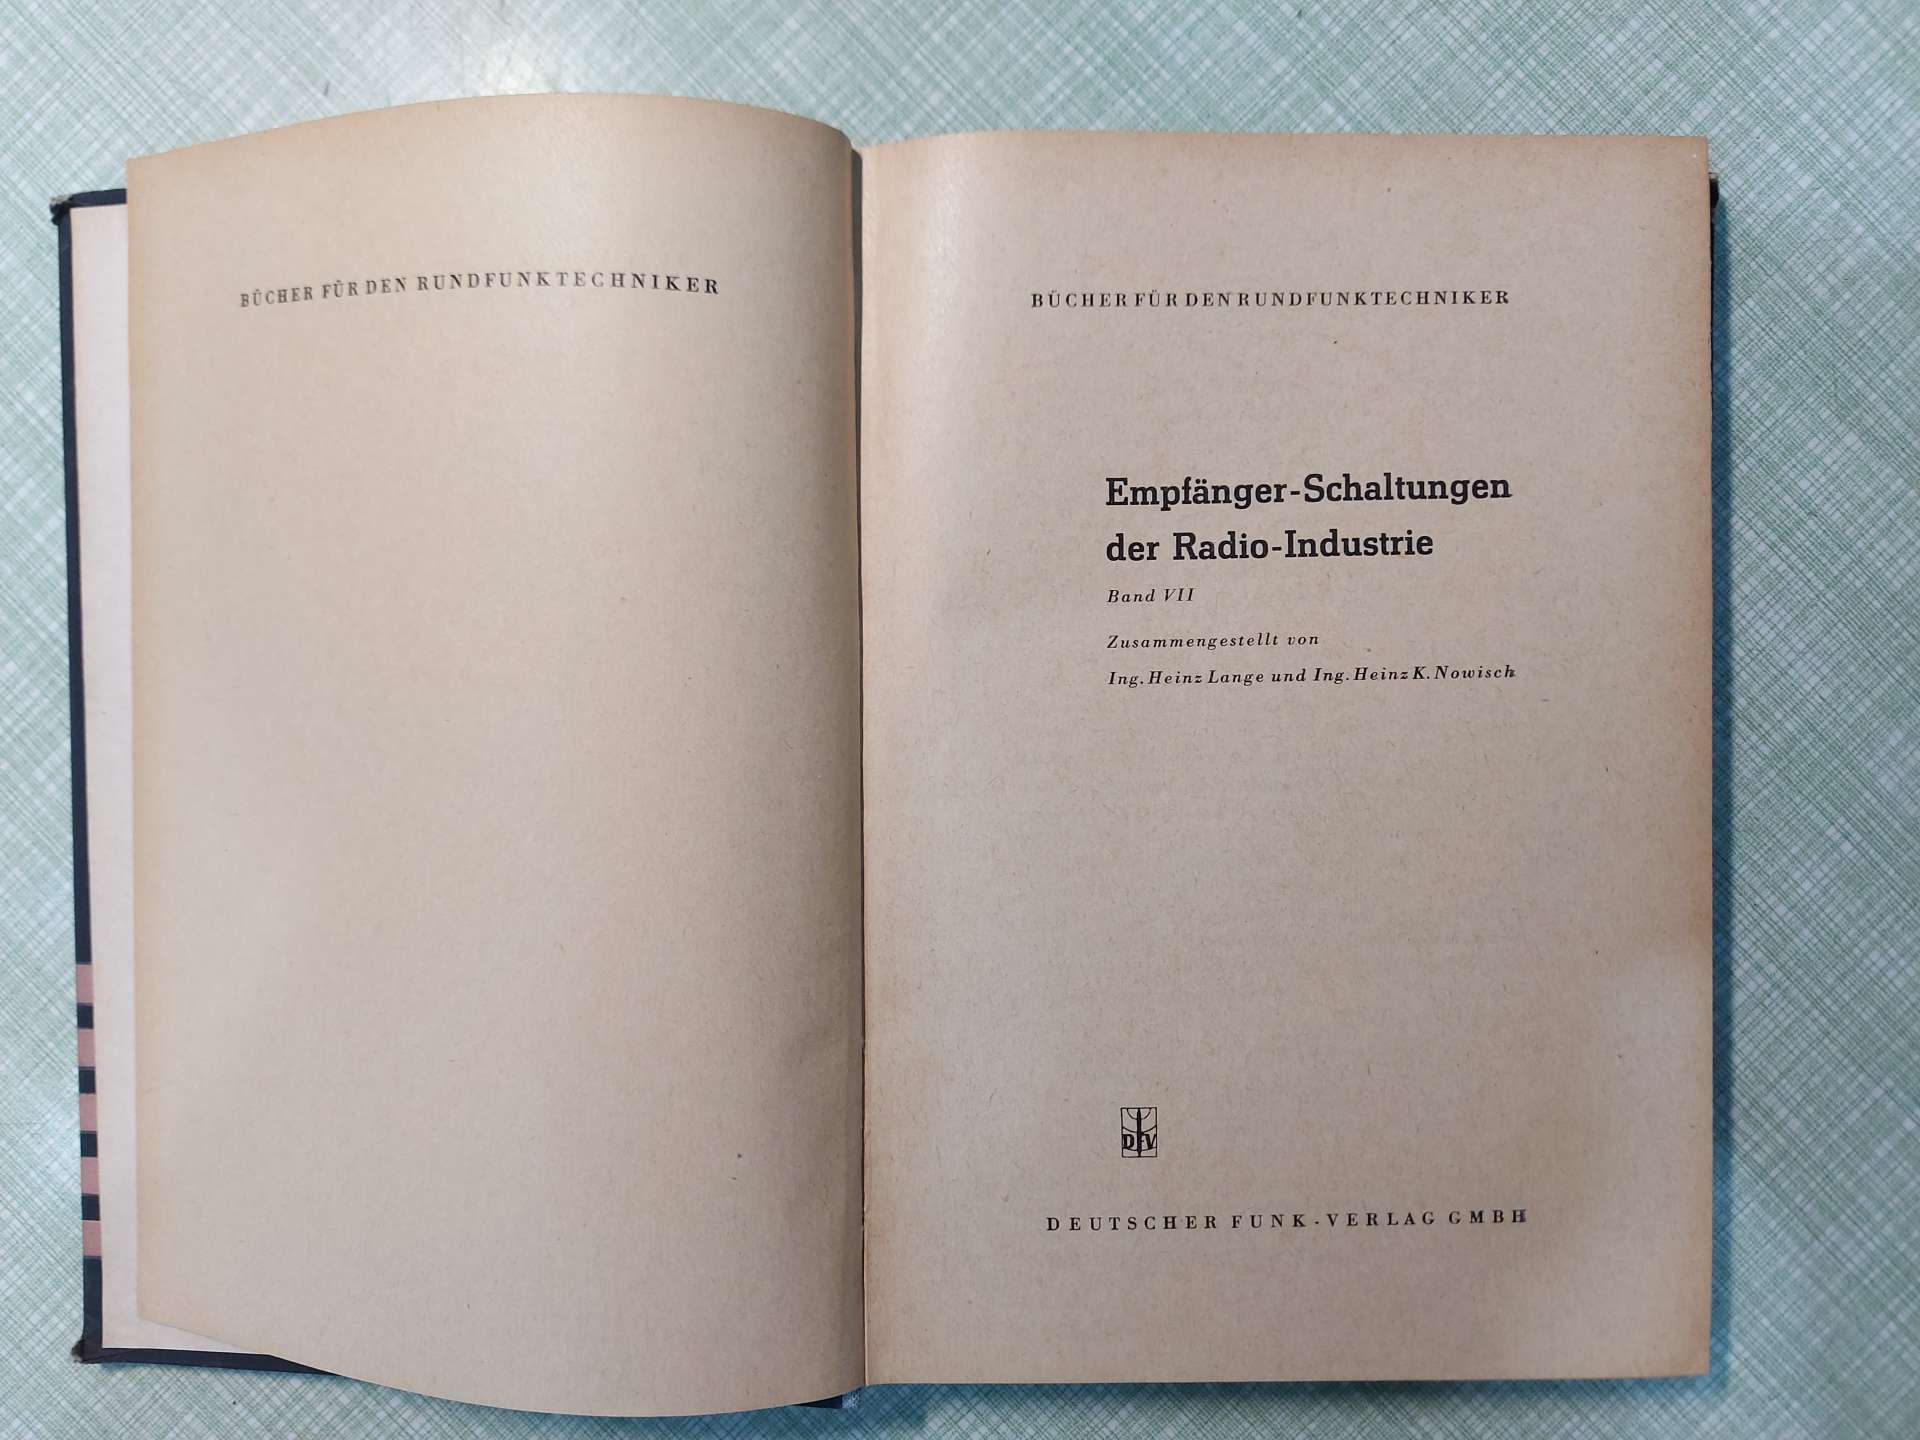 BÜCHER FÜR DEN RUNDFUNKTECHNIKER
BÜCHER FÜR DEN RUNDFUNKTECHNIKER
Empfänger-Schaltungen
der Radio-Industrie
Band VII
Zusammengestellt von
Ing. Heinz Lange und Ing. Heinz K. Nowisch
DFV
DEUTSCHER FUNK-VERLAG GMBH